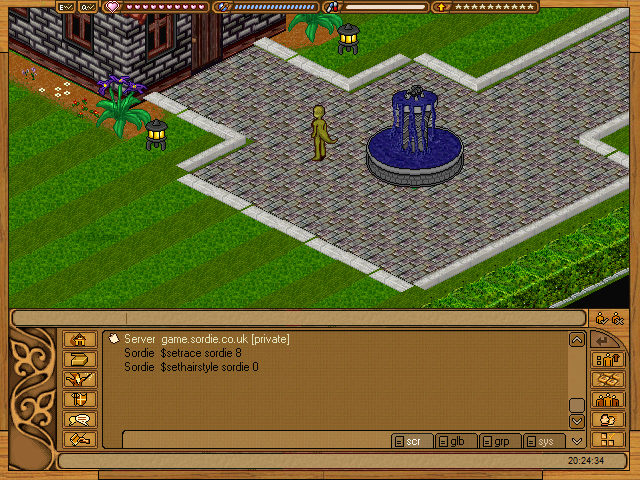 Server game.sordie.co.uk [private]
Sordie $setrace sordie 8
Sordie $sethairstyle sordie 0
scr glb grp sys
20:24:34